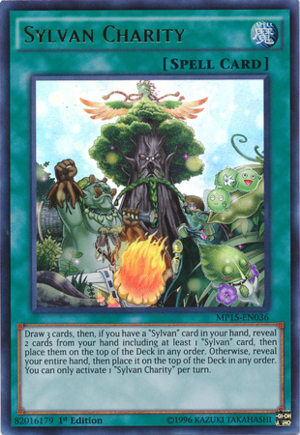 SYLVAN CHARITY
[SPELL CARD]
MP15-EN036
Draw 3 cards, then, if you have a "Sylvan" card in your hand, reveal
2 cards from your hand including at least 1 "Sylvan" card, then
place them on the top of the Deck in any order. Otherwise, reveal
your entire hand, then place it on the top of the Deck in any order.
You can only activate 1 "Sylvan Charity" per turn.
82016179 1st Edition ©1996 KAZUKI TAKAHASHI